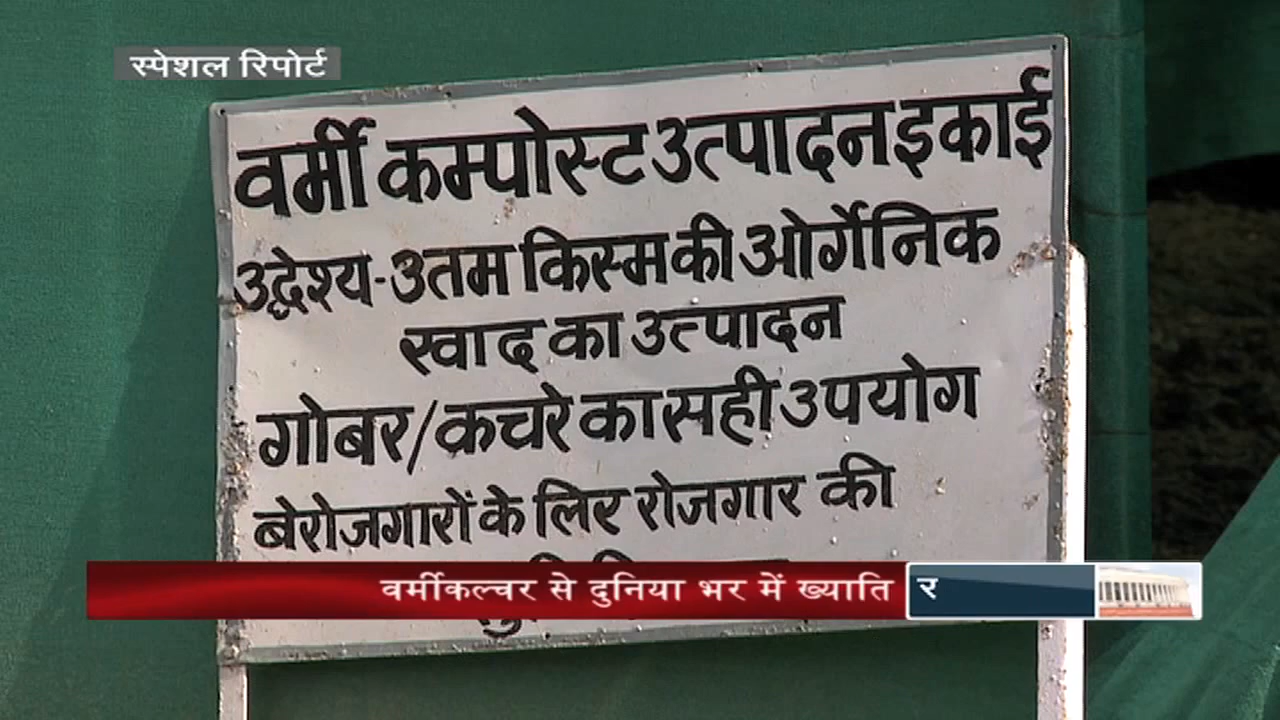 स्पेशल रिपोर्ट
वर्मी कम्पोस्ट उत्पादन इकाई
उद्देश्य-उतम किस्म की ओर्गेनिक
खाद का उत्पादन
गोबर/कचरे का सही उपयोग
बेरोजगारों के लिए रोजगार की
वर्मीकल्चर से दुनिया भर में ख्याति
र